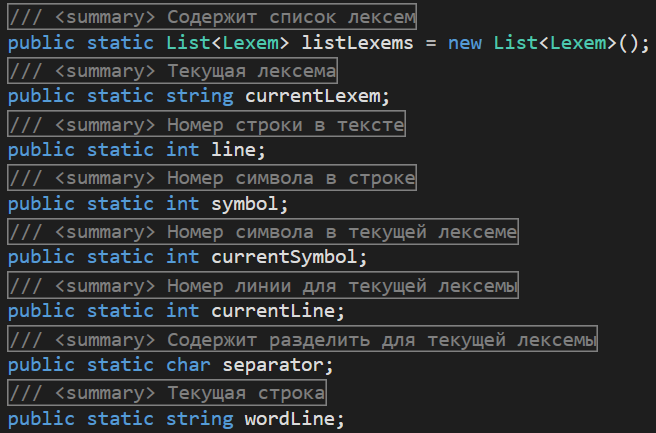 /// <summary> Содержит список лексем
public static List<Lexem> listLexems = new List<Lexem>();
/// <summary> Текущая лексема
public static string currentLexem;
/// <summary> Номер строки в тексте
public static int line;
/// <summary> Номер символа в строке
public static int symbol;
/// <summary> Номер символа в текущей лексеме
public static int currentSymbol;
/// <summary> Номер линии для текущей лексемы
public static int currentLine;
/// <summary> Содержит разделить для текущей лексемы
public static char separator;
/// <summary> Текущая строка
public static string wordLine;